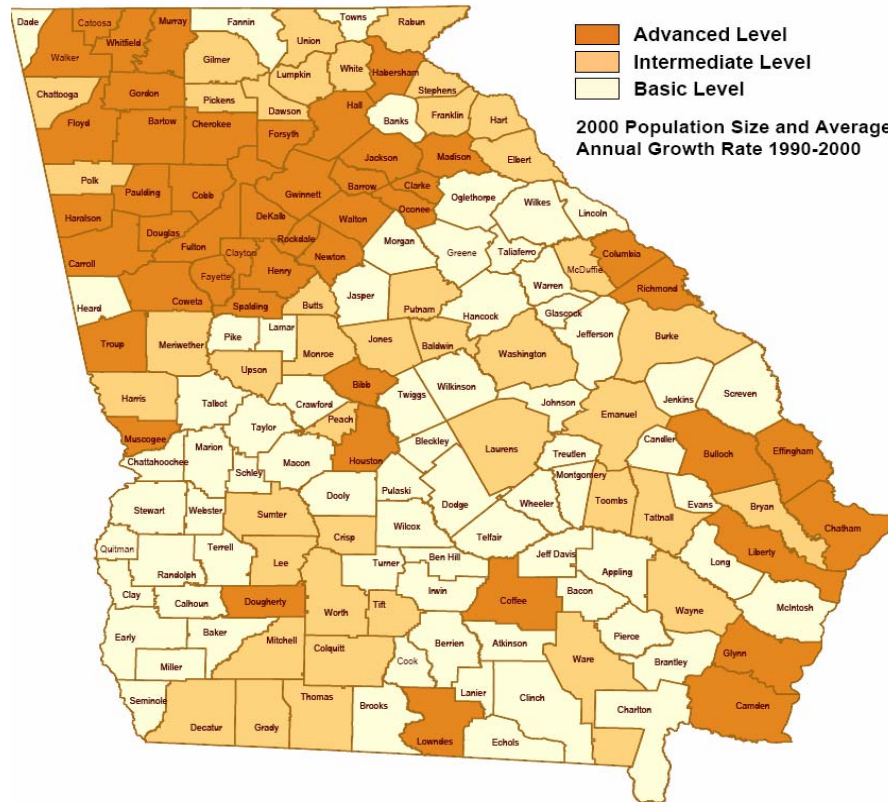 Advanced Level
Intermediate Level
Basic Level
2000 Population Size and Average
Annual Growth Rate 1990-2000
Dade
Catoosa
Murray
Fannin
Towns
Rabun
Whitfield
Walker
Union
Gilmer
Lumpkin
White
Habersham
Stephens
Chattooga
Gordon
Pickens
Dawson
Hall
Banks
Franklin
Hart
Floyd
Bartow
Cherokee
Forsyth
Jackson
Madison
Elbert
Polk
Paulding
Cobb
Gwinnett
Barrow
Clarke
Oconee
Oglethorpe
Wilkes
Lincoln
Haralson
Douglas
Fulton
DeKalb
Rockdale
Walton
Newton
Morgan
Greene
Taliaferro
McDuffie
Columbia
Richmond
Carroll
Clayton
Fayette
Henry
Heard
Coweta
Spalding
Butts
Jasper
Putnam
Hancock
Warren
Glascock
Jefferson
Burke
Troup
Meriwether
Pike
Lamar
Monroe
Jones
Baldwin
Washington
Upson
Bibb
Wilkinson
Jenkins
Screven
Harris
Talbot
Crawford
Twiggs
Johnson
Emanuel
Muscogee
Taylor
Peach
Houston
Bleckley
Laurens
Treutlen
Candler
Bulloch
Effingham
Chattahoochee
Marion
Schley
Macon
Dooly
Pulaski
Dodge
Wheeler
Montgomery
Toombs
Tattnall
Evans
Bryan
Chatham
Stewart
Webster
Sumter
Crisp
Wilcox
Telfair
Quitman
Terrell
Lee
Turner
Ben Hill
Jeff Davis
Appling
Long
Liberty
Randolph
Clay
Calhoun
Dougherty
Worth
Tift
Irwin
Coffee
Bacon
Wayne
McIntosh
Early
Baker
Mitchell
Colquitt
Cook
Berrien
Atkinson
Ware
Pierce
Brantley
Glynn
Miller
Seminole
Decatur
Grady
Thomas
Brooks
Lowndes
Lanier
Clinch
Echols
Charlton
Camden